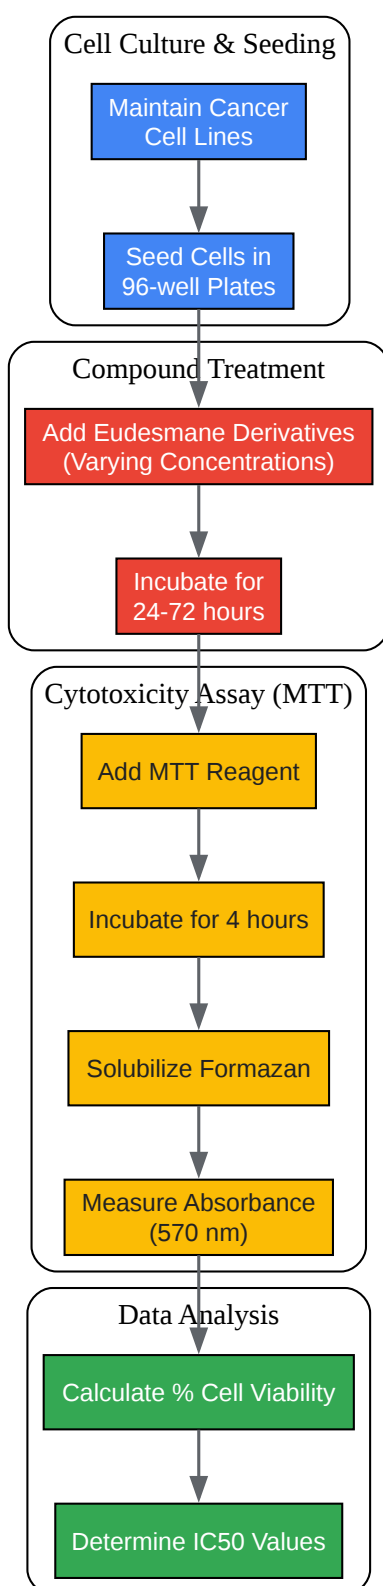 Cell Culture & Seeding
Maintain Cancer
Cell Lines
Seed Cells in
96-well Plates
Compound Treatment
Add Eudesmane Derivatives
(Varying Concentrations)
Incubate for
24-72 hours
Cytotoxicity Assay (MTT)
Add MTT Reagent
Incubate for 4 hours
Solubilize Formazan
Measure Absorbance
(570 nm)
Data Analysis
Calculate % Cell Viability
Determine IC50 Values